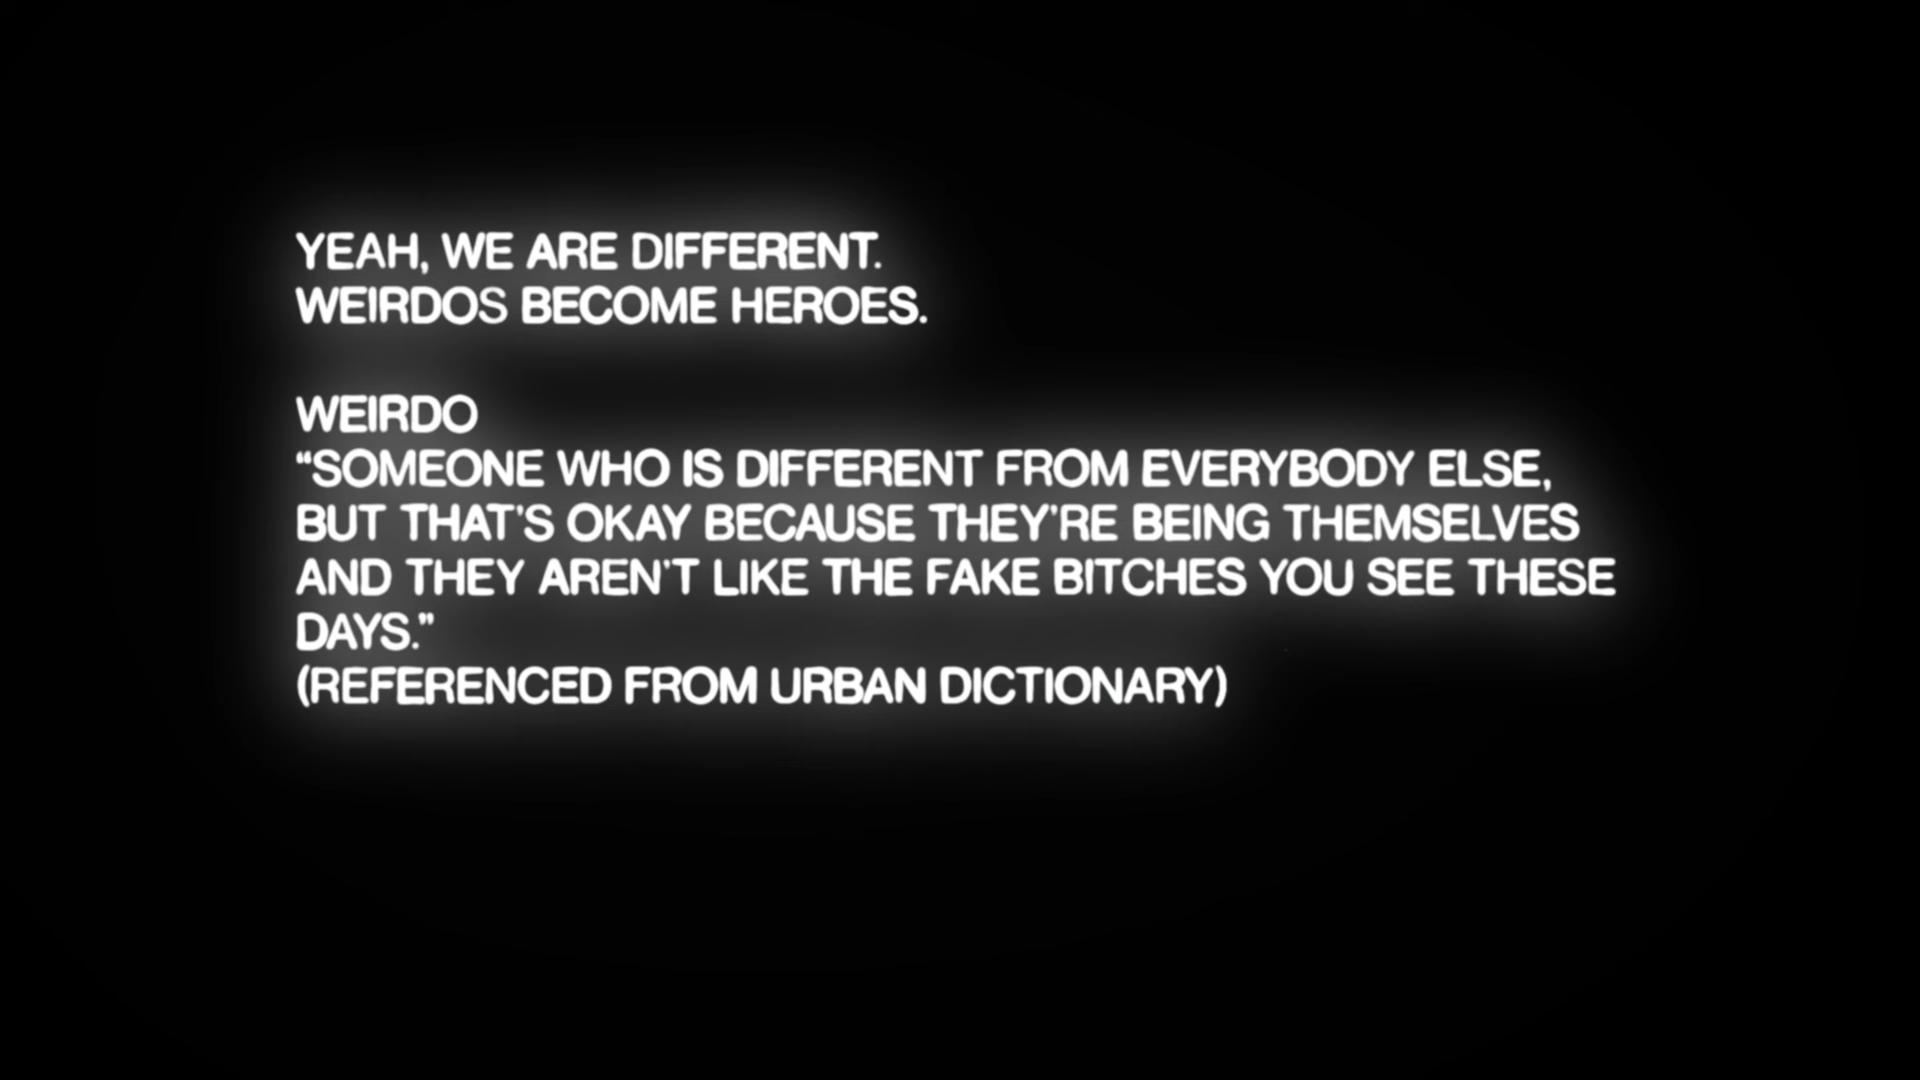 YEAH, WE ARE DIFFERENT.
WEIRDOS BECOME HEROES.
WEIRDO
“SOMEONE WHO IS DIFFERENT FROM EVERYBODY ELSE,
BUT THAT'S OKAY BECAUSE THEY'RE BEING THEMSELVES
AND THEY AREN'T LIKE THE FAKE BITCHES YOU SEE THESE
DAYS.”
(REFERENCED FROM URBAN DICTIONARY)